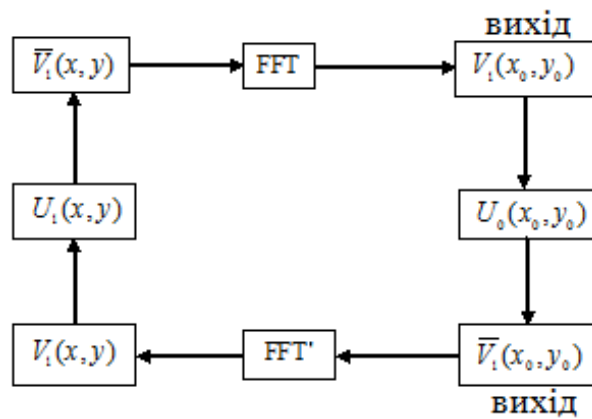 вихід
V̅₁(x, y) FFT V₁(x₀, y₀)
U₁(x, y) U₀(x₀, y₀)
V₁(x, y) FFT' V̅₁(x₀, y₀)
вихід